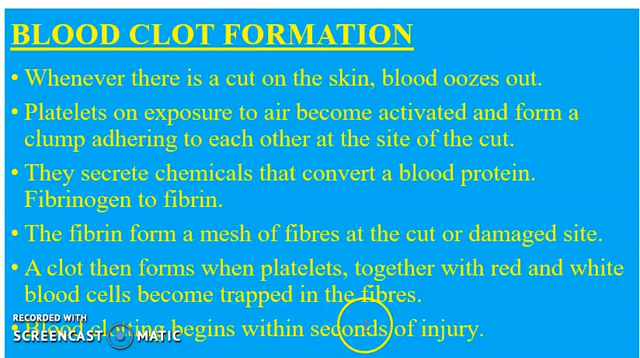 BLOOD CLOT FORMATION
• Whenever there is a cut on the skin, blood oozes out.
• Platelets on exposure to air become activated and form a
clump adhering to each other at the site of the cut.
• They secrete chemicals that convert a blood protein.
Fibrinogen to fibrin.
• The fibrin form a mesh of fibres at the cut or damaged site.
• A clot then forms when platelets, together with red and white
blood cells become trapped in the fibres.
• Blood clotting begins within seconds of injury.
RECORDED WITH
SCREENCAST MATIC